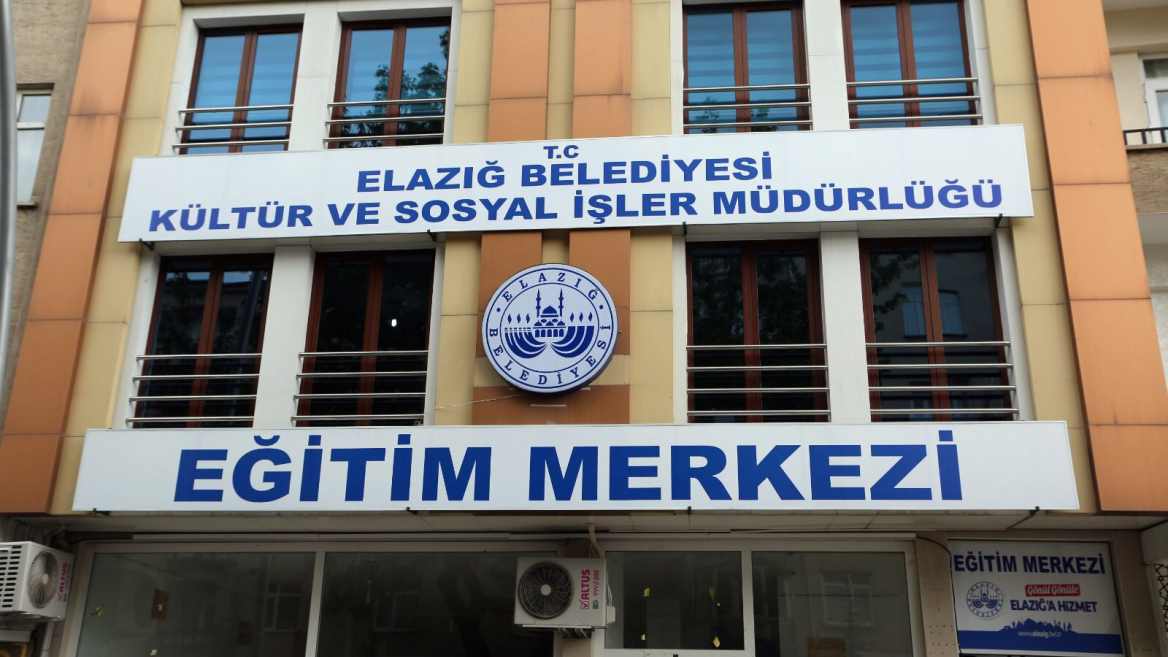 T.C
ELAZIĞ BELEDİYESİ
KÜLTÜR VE SOSYAL İŞLER MÜDÜRLÜĞÜ
ELAZIĞ
BELEDİYESİ
EĞİTİM MERKEZİ
ALTUS
ALTUS
EĞİTİM MERKEZİ
Gönül Gönüle
ELAZIĞ'A HİZMET
www.elazig.bel.tr